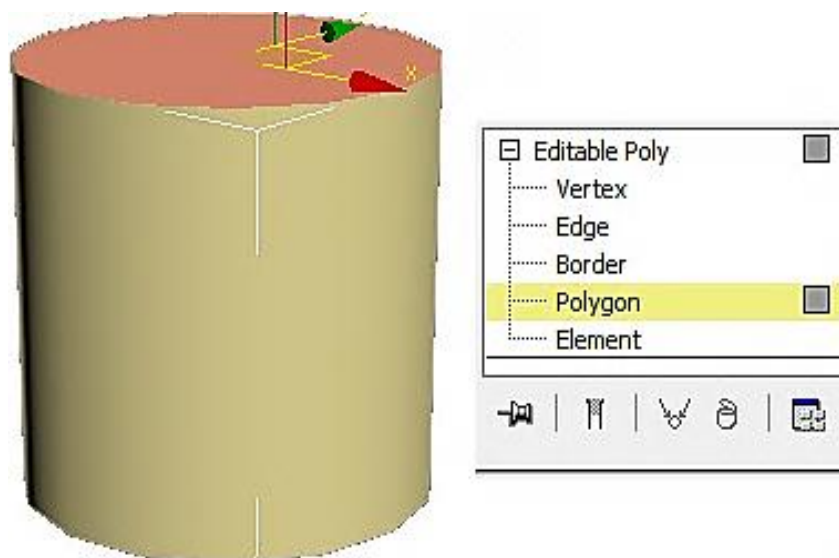 x
Editable Poly
Vertex
Edge
Border
Polygon
Element